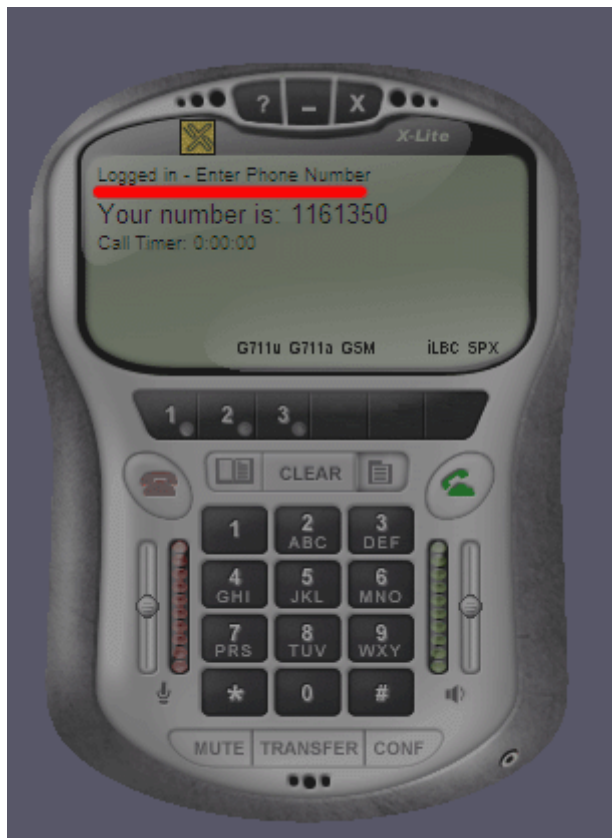 ? – X
X-Lite
Logged in - Enter Phone Number
Your number is: 1161350
Call Timer: 0:00:00
G711u G711a GSM iLBC SPX
1 2 3
CLEAR
1 2 3
ABC DEF
4 5 6
GHI JKL MNO
7 8 9
PRS TUV WXY
* 0 #
MUTE TRANSFER CONF